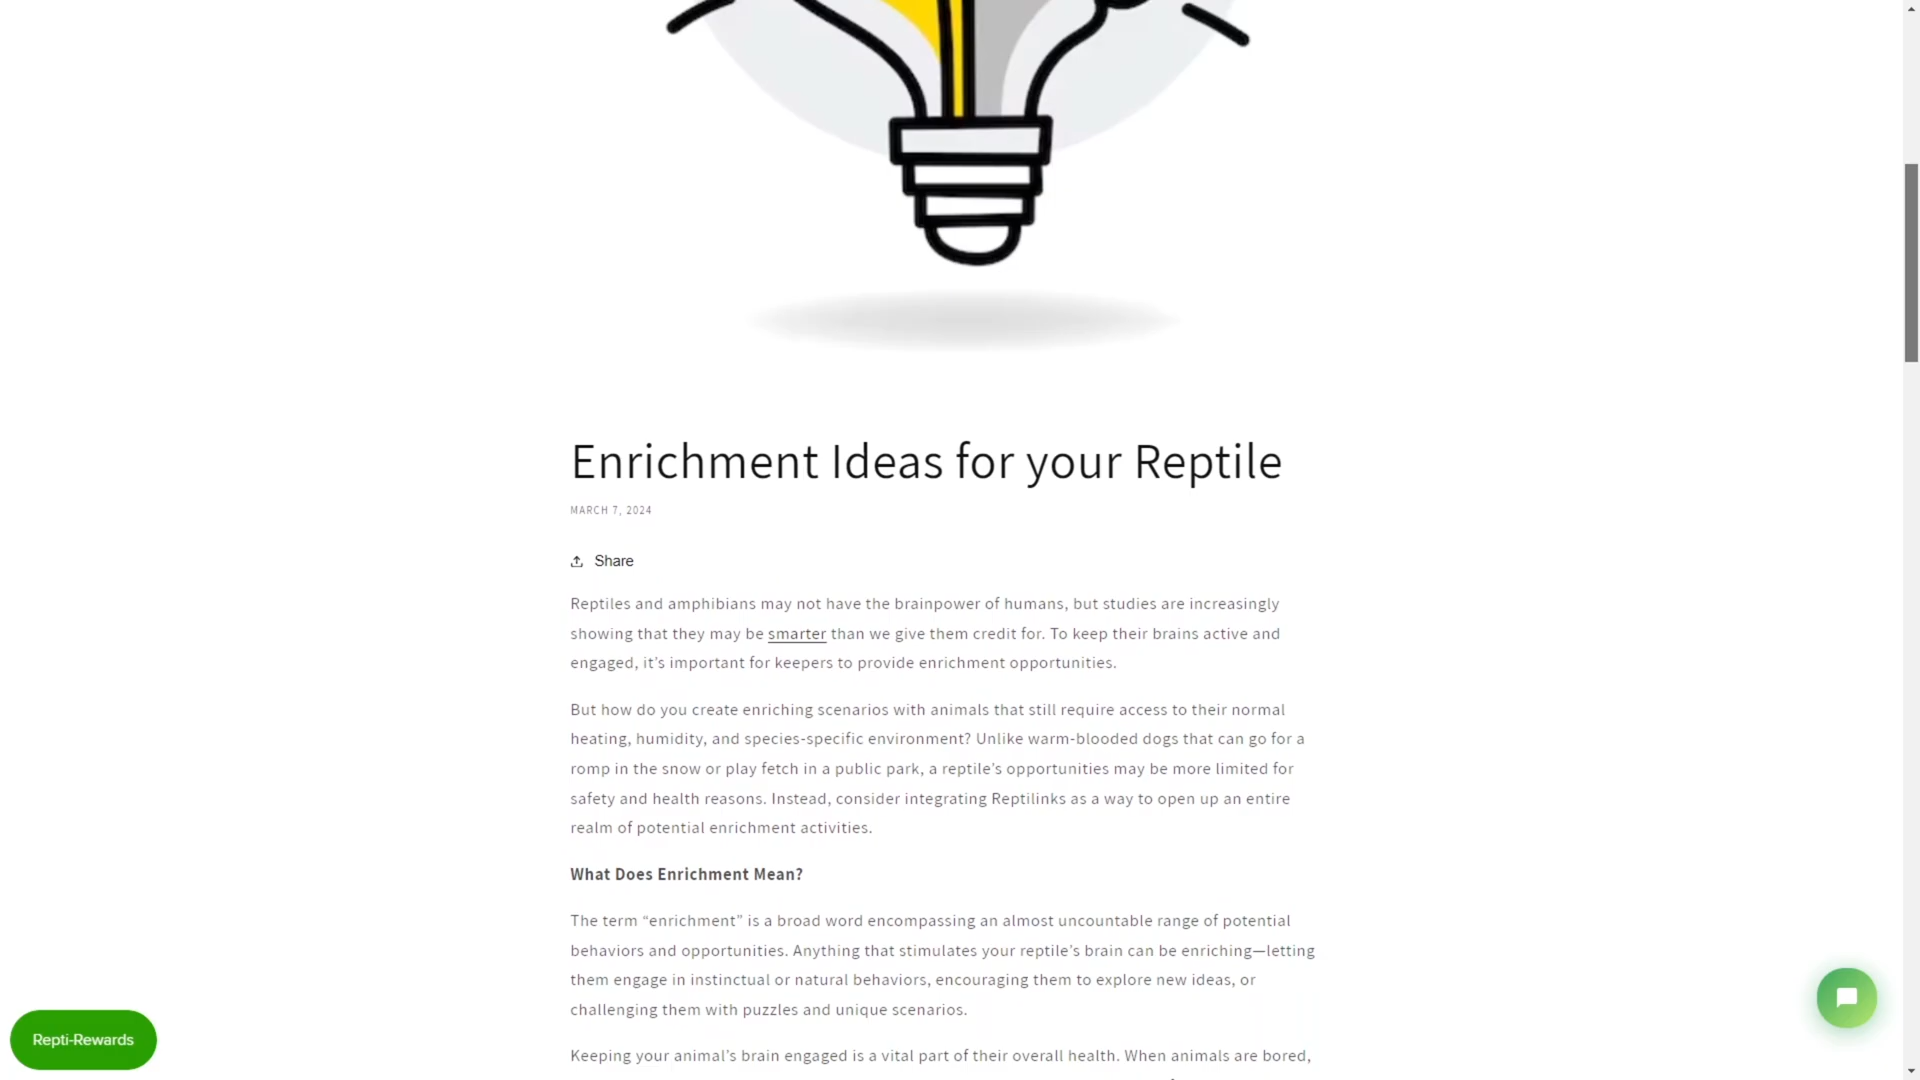 Enrichment Ideas for your Reptile
MARCH 7, 2024
Share
Reptiles and amphibians may not have the brainpower of humans, but studies are increasingly
showing that they may be smarter than we give them credit for. To keep their brains active and
engaged, it’s important for keepers to provide enrichment opportunities.
But how do you create enriching scenarios with animals that still require access to their normal
heating, humidity, and species-specific environment? Unlike warm-blooded dogs that can go for a
romp in the snow or play fetch in a public park, a reptile’s opportunities may be more limited for
safety and health reasons. Instead, consider integrating Reptilinks as a way to open up an entire
realm of potential enrichment activities.
What Does Enrichment Mean?
The term “enrichment” is a broad word encompassing an almost uncountable range of potential
behaviors and opportunities. Anything that stimulates your reptile’s brain can be enriching—letting
them engage in instinctual or natural behaviors, encouraging them to explore new ideas, or
challenging them with puzzles and unique scenarios.
Repti-Rewards
Keeping your animal’s brain engaged is a vital part of their overall health. When animals are bored,